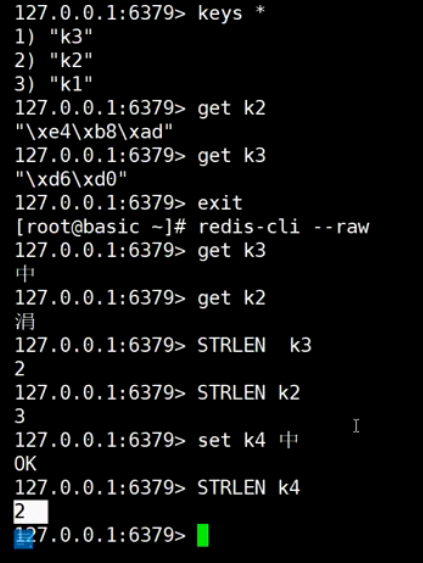 127.0.0.1:6379> keys *
1) "k3"
2) "k2"
3) "k1"
127.0.0.1:6379> get k2
"\xe4\xb8\xad"
127.0.0.1:6379> get k3
"\xd6\xd0"
127.0.0.1:6379> exit
[root@basic ~]# redis-cli --raw
127.0.0.1:6379> get k3
中
127.0.0.1:6379> get k2
涓
127.0.0.1:6379> STRLEN  k3
2
127.0.0.1:6379> STRLEN k2
3
127.0.0.1:6379> set k4 中
OK
127.0.0.1:6379> STRLEN k4
2
127.0.0.1:6379>